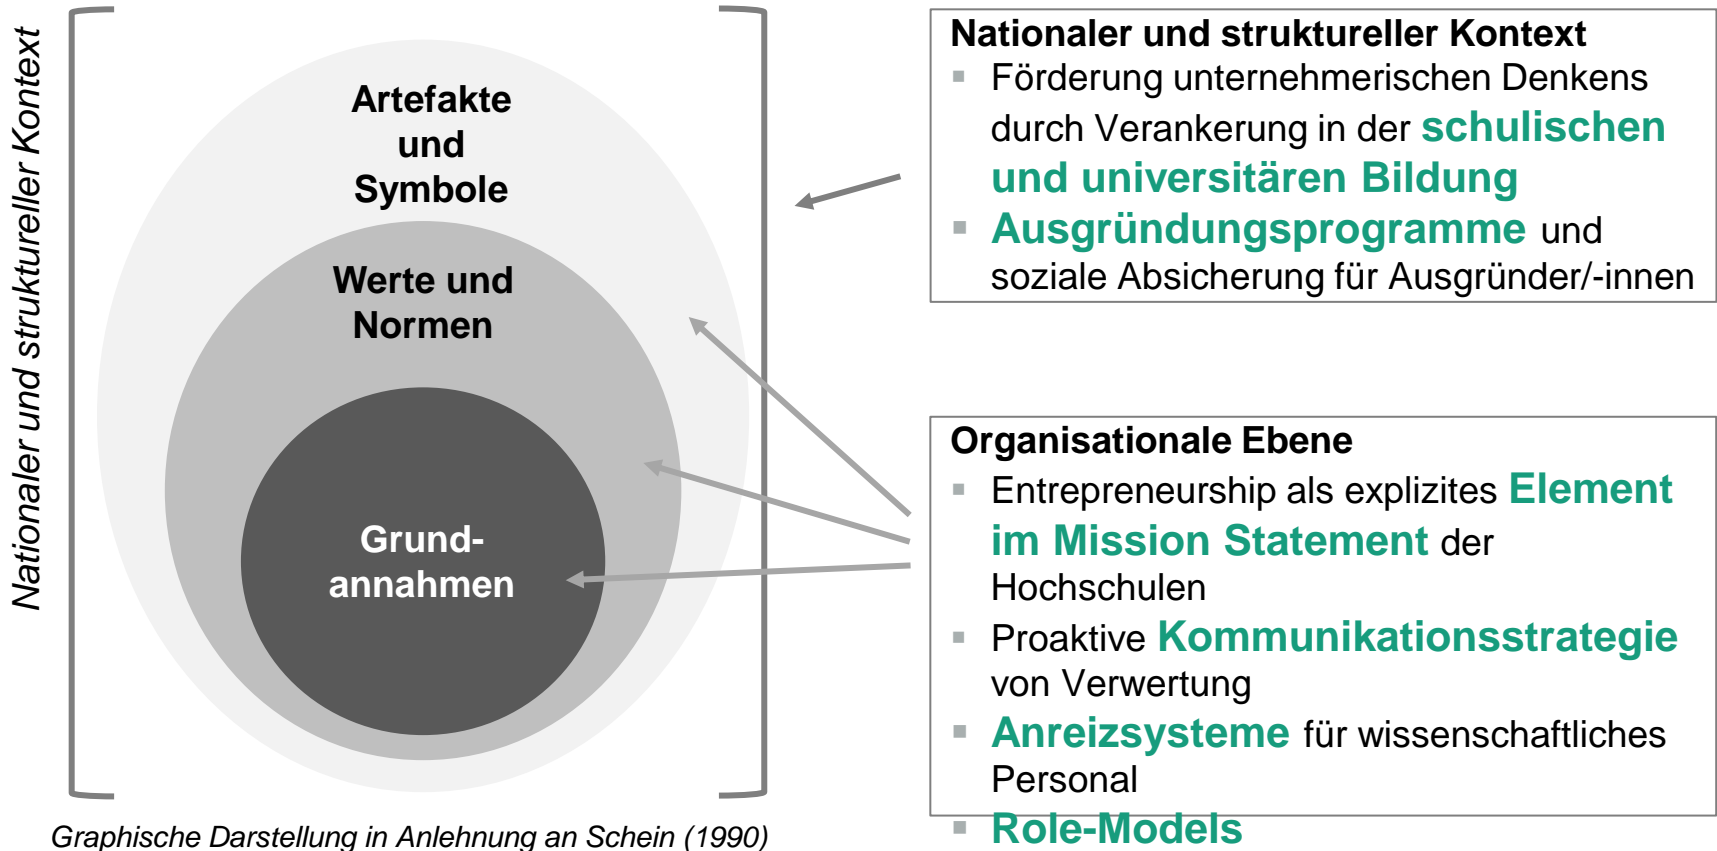 Nationaler und struktureller Kontext
Artefakte
und
Symbole
Werte und
Normen
Grund-
annahmen
Graphische Darstellung in Anlehnung an Schein (1990)
Nationaler und struktureller Kontext
▪ Förderung unternehmerischen Denkens
durch Verankerung in der schulischen
und universitären Bildung
▪ Ausgründungsprogramme und
soziale Absicherung für Ausgründer/-innen
Organisationale Ebene
▪ Entrepreneurship als explizites Element
im Mission Statement der
Hochschulen
▪ Proaktive Kommunikationsstrategie
von Verwertung
▪ Anreizsysteme für wissenschaftliches
Personal
▪ Role-Models